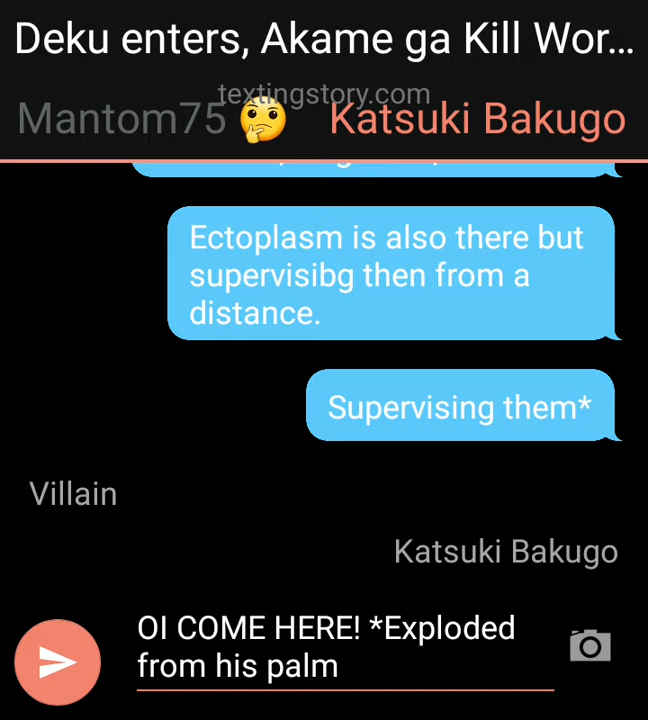 Deku enters, Akame ga Kill Wor...
textingstory.com
Mantom75 🤔 Katsuki Bakugo
Ectoplasm is also there but
supervisibg then from a
distance.
Supervising them*
Villain
Katsuki Bakugo
OI COME HERE! *Exploded
from his palm